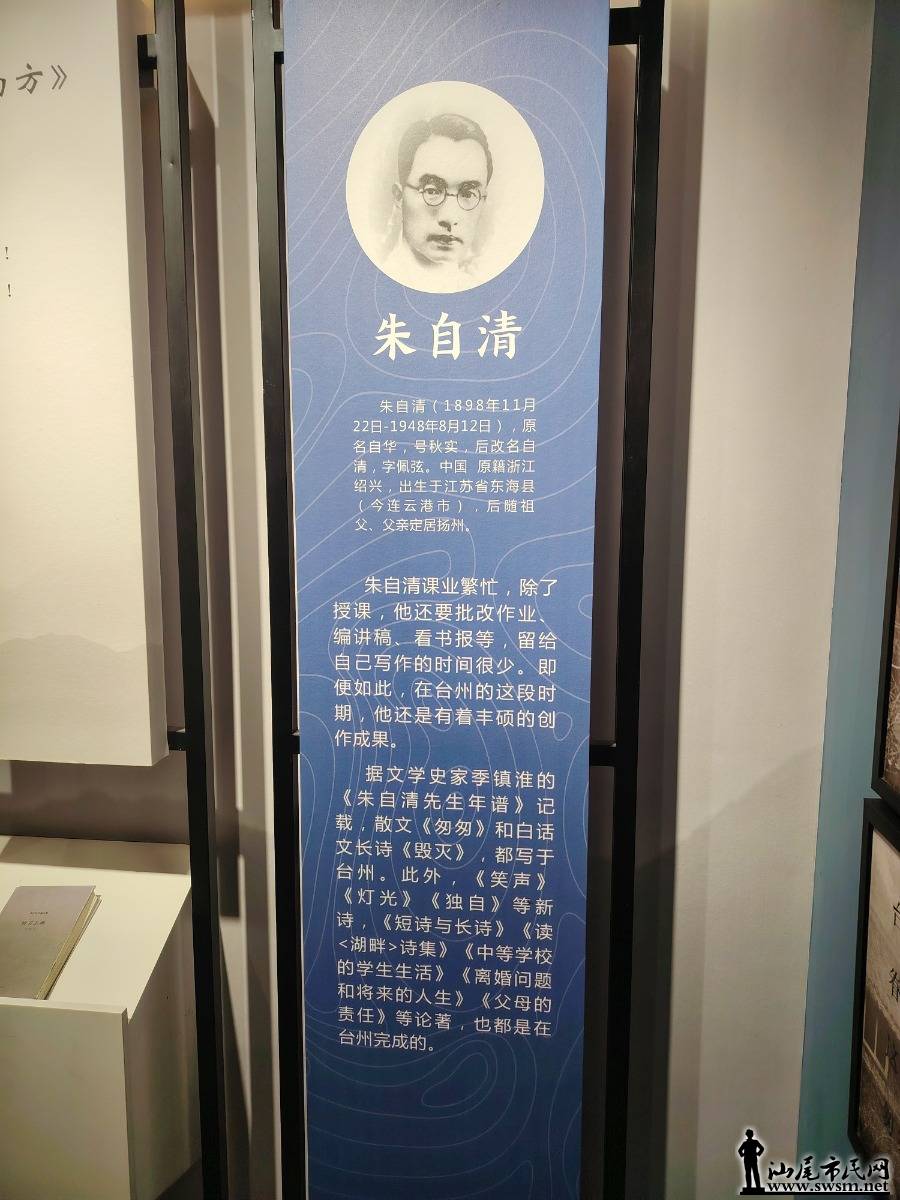 方》
!
!
朱自清
朱自清（1898年11月
22日-1948年8月12日），原
名自华，号秋实，后改名自
清，字佩弦。中国 原籍浙江
绍兴，出生于江苏省东海县
（今连云港市），后随祖
父、父亲定居扬州。
朱自清课业繁忙，除了
授课，他还要批改作业、
编讲稿、看书报等，留给
自己写作的时间很少。即
便如此，在台州的这段时
期，他还是有着丰硕的创
作成果。
据文学史家季镇淮的
《朱自清先生年谱》记
载，散文《匆匆》和白话
文长诗《毁灭》，都写于
台州。此外，《笑声》
《灯光》《独自》等新
诗，《短诗与长诗》《读
<湖畔>诗集》《中等学校
的学生生活》《离婚问题
和将来的人生》《父母的
责任》等论著，也都是在
台州完成的。
汕尾市民网
www.swsm.net